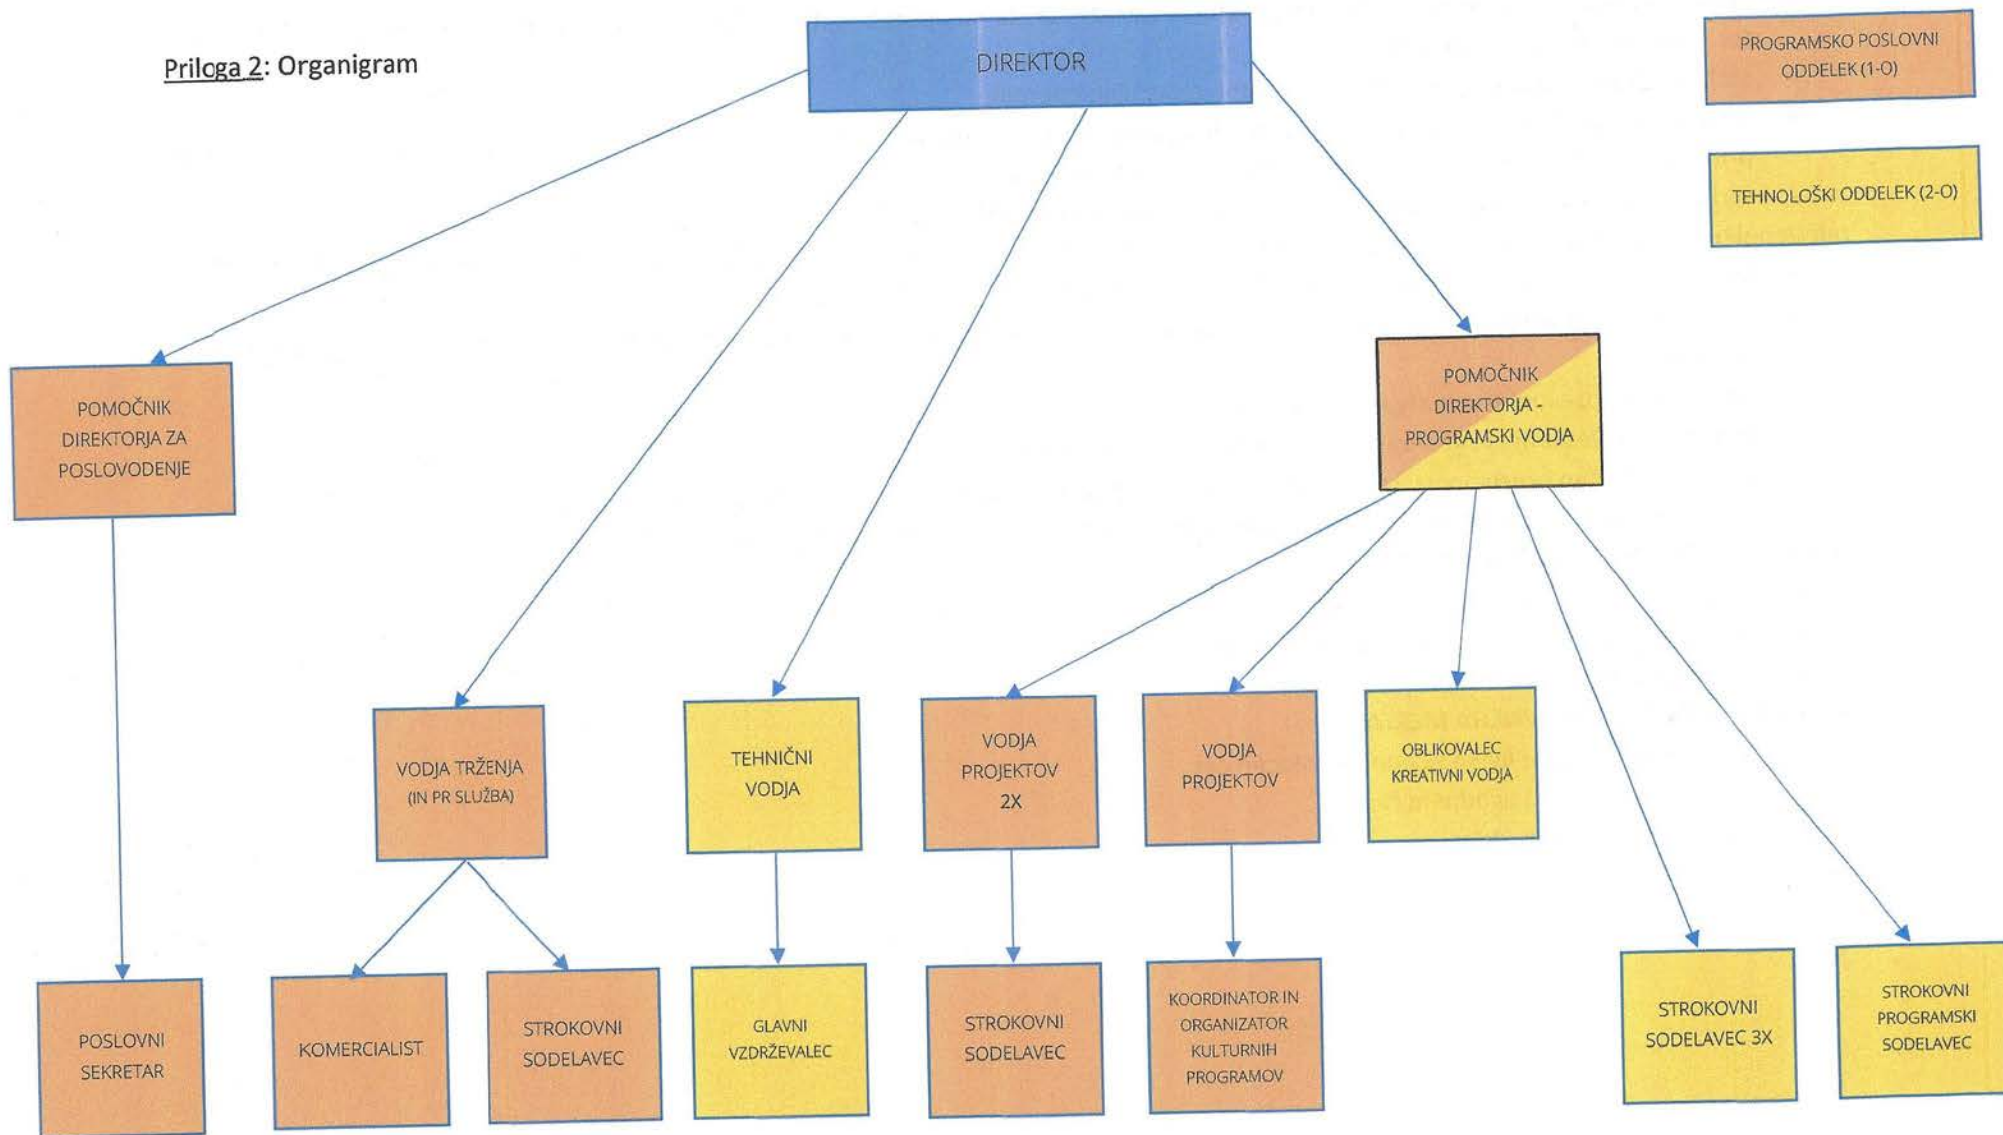 Priloga 2: Organigram
DIREKTOR
PROGRAMSKO POSLOVNI
ODDELEK (1-O)
TEHNOLOŠKI ODDELEK (2-O)
POMOČNIK
DIREKTORJA ZA
POSLOVODENJE
POMOČNIK
DIREKTORJA -
PROGRAMSKI VODJA
VODJA TRŽENJA
(IN PR SLUŽBA)
TEHNIČNI
VODJA
VODJA
PROJEKTOV
2X
VODJA
PROJEKTOV
OBLIKOVALEC
KREATIVNI VODJA
POSLOVNI
SEKRETAR
KOMERCIALIST
STROKOVNI
SODELAVEC
GLAVNI
VZDRŽEVALEC
STROKOVNI
SODELAVEC
KOORDINATOR IN
ORGANIZATOR
KULTURNIH
PROGRAMOV
STROKOVNI
SODELAVEC 3X
STROKOVNI
PROGRAMSKI
SODELAVEC